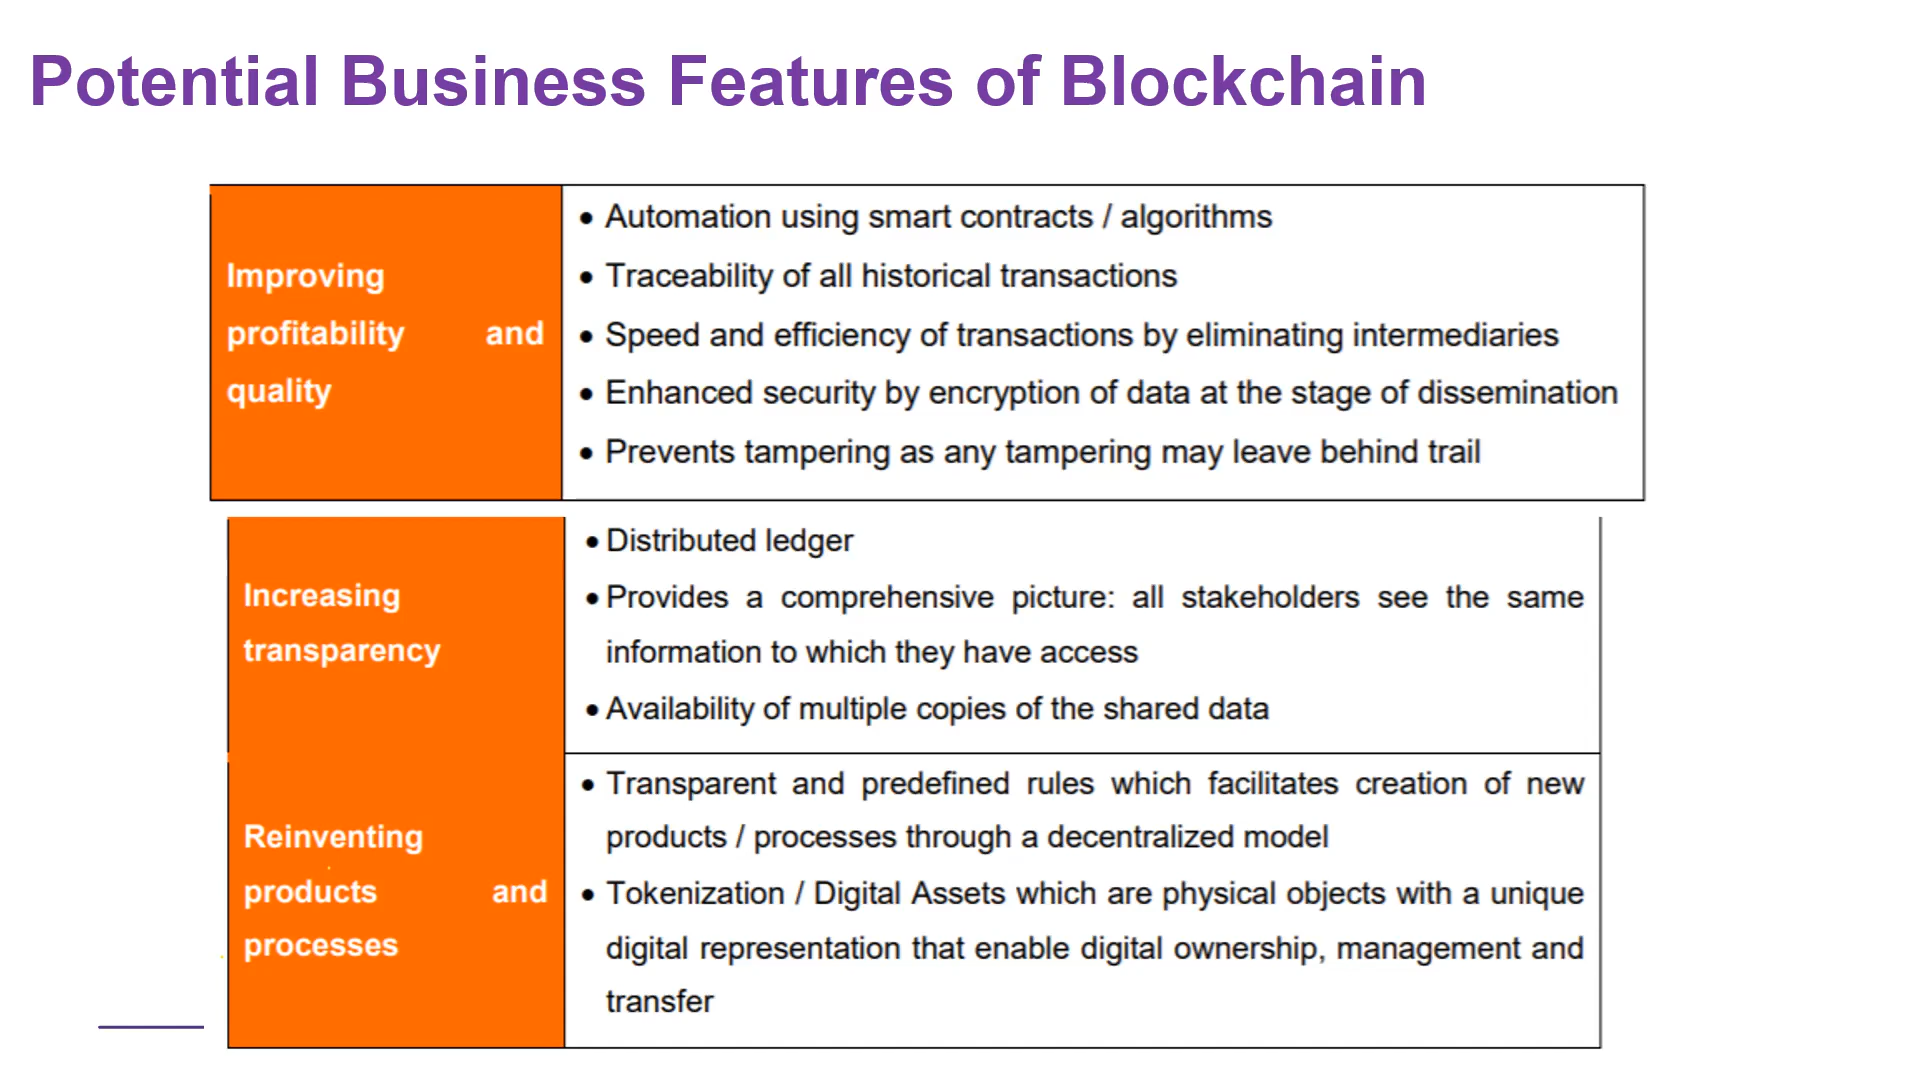 Potential Business Features of Blockchain
Improving
profitability and
quality
• Automation using smart contracts / algorithms
• Traceability of all historical transactions
• Speed and efficiency of transactions by eliminating intermediaries
• Enhanced security by encryption of data at the stage of dissemination
• Prevents tampering as any tampering may leave behind trail
Increasing
transparency
• Distributed ledger
• Provides a comprehensive picture: all stakeholders see the same
information to which they have access
• Availability of multiple copies of the shared data
Reinventing
products and
processes
• Transparent and predefined rules which facilitates creation of new
products / processes through a decentralized model
• Tokenization / Digital Assets which are physical objects with a unique
digital representation that enable digital ownership, management and
transfer